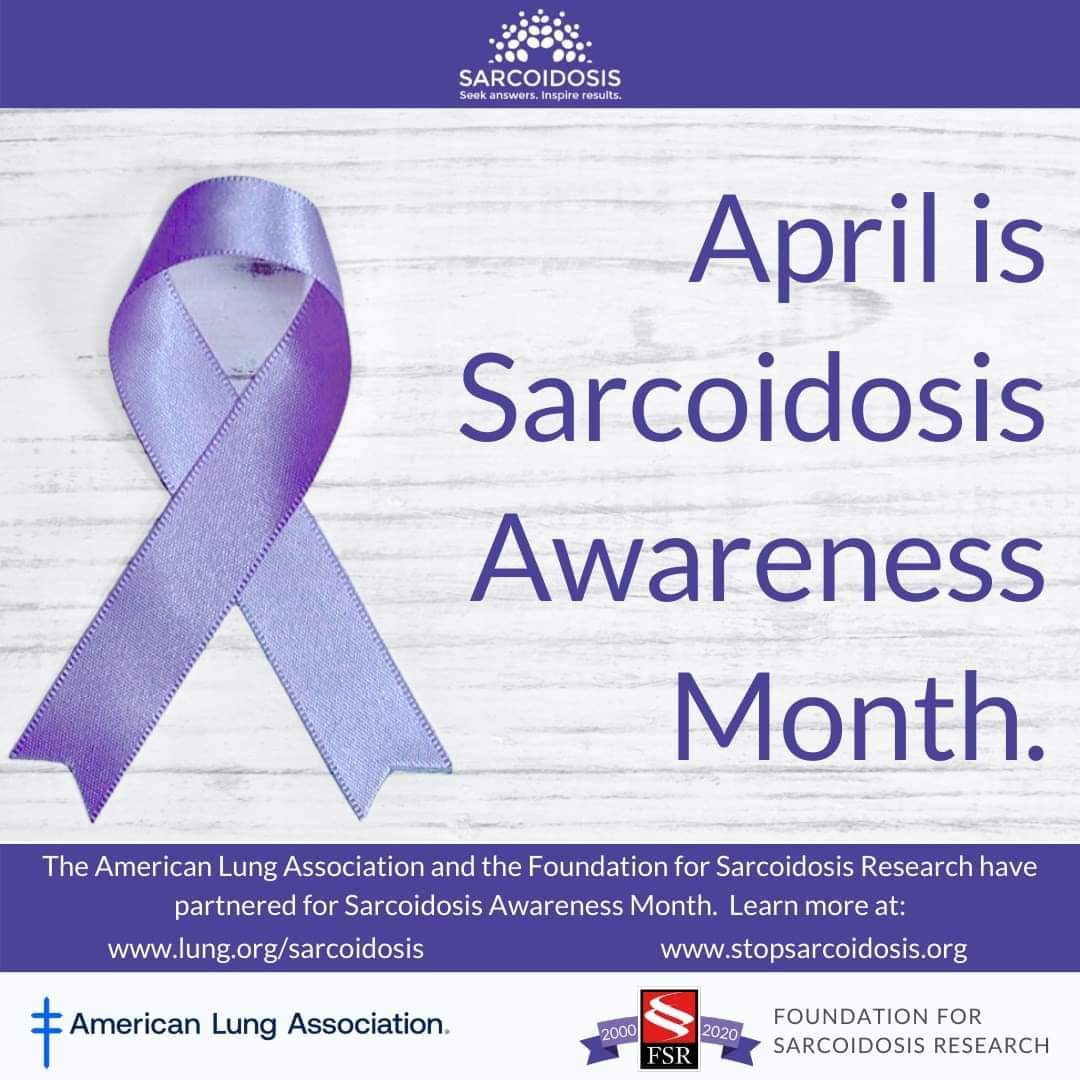 SARCOIDOSIS
Seek answers. Inspire results.
April is
Sarcoidosis
Awareness
Month.
The American Lung Association and the Foundation for Sarcoidosis Research have
partnered for Sarcoidosis Awareness Month.  Learn more at:
www.lung.org/sarcoidosis
www.stopsarcoidosis.org
American Lung Association.
2000
FSR
2020
FOUNDATION FOR
SARCOIDOSIS RESEARCH